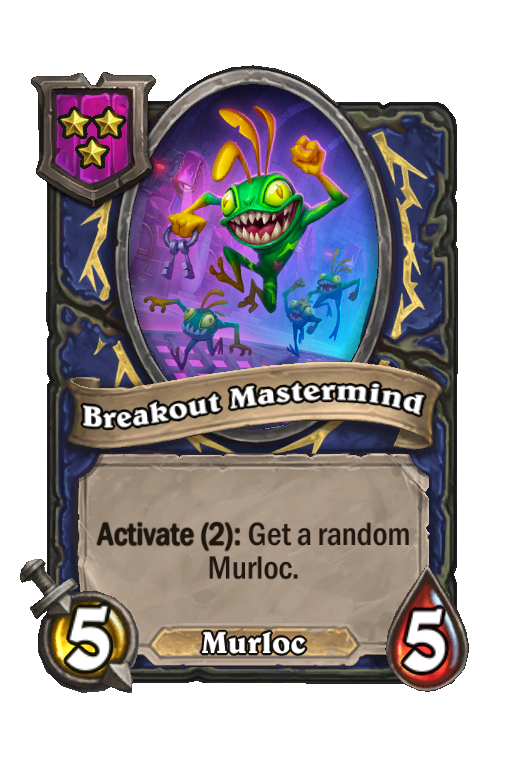 Breakout Mastermind
Activate (2): Get a random
Murloc.
5
Murloc
5